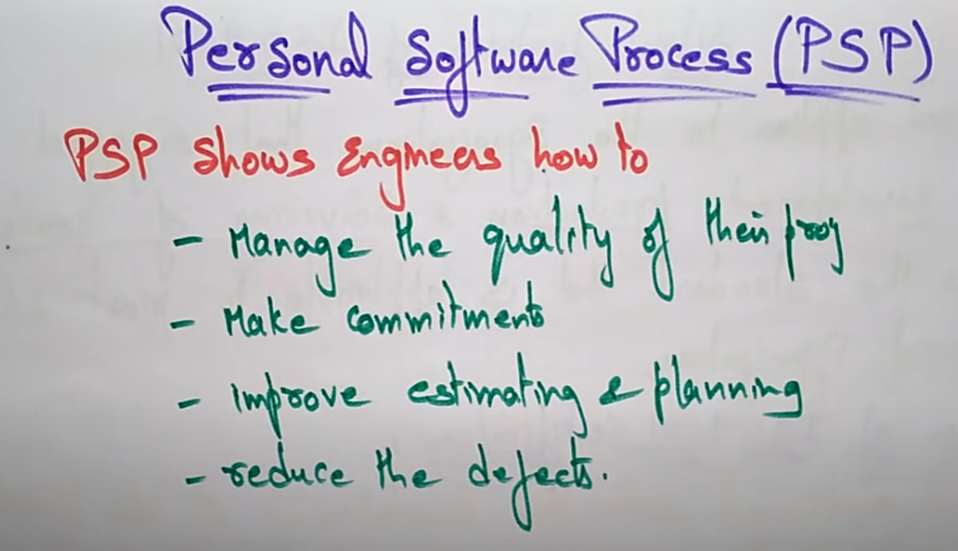 Personal Software Process (PSP)
PSP shows Engineers how to
- Manage the quality of their prog
- Make commitments
- improve estimating & planning
- reduce the defects.